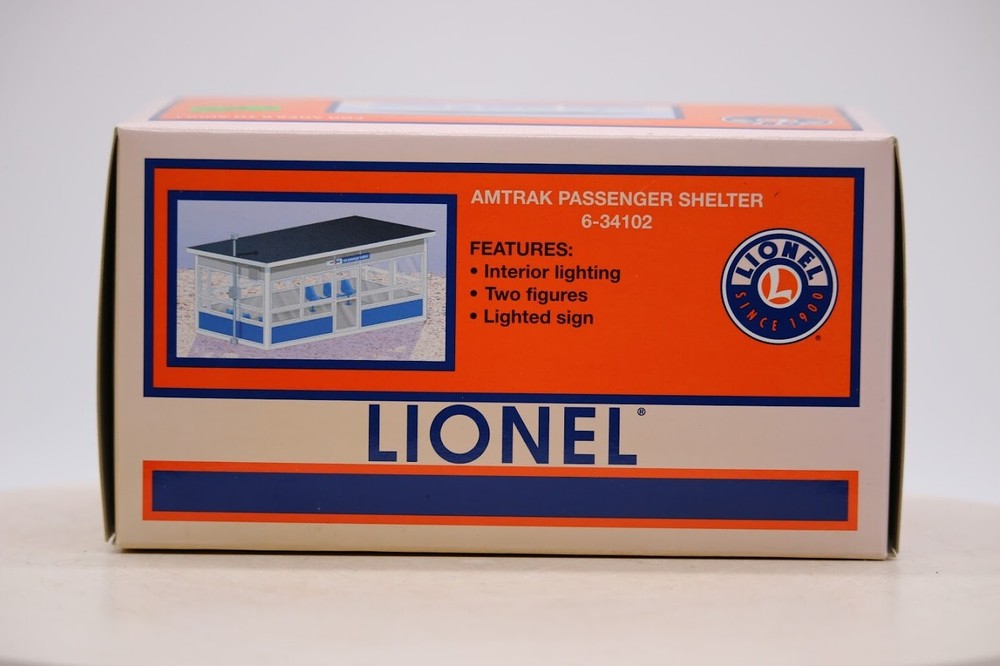 AMTRAK PASSENGER SHELTER
6-34102
FEATURES:
• Interior lighting
• Two figures
• Lighted sign
LIONEL
L
SINCE 1900
®
LIONEL®